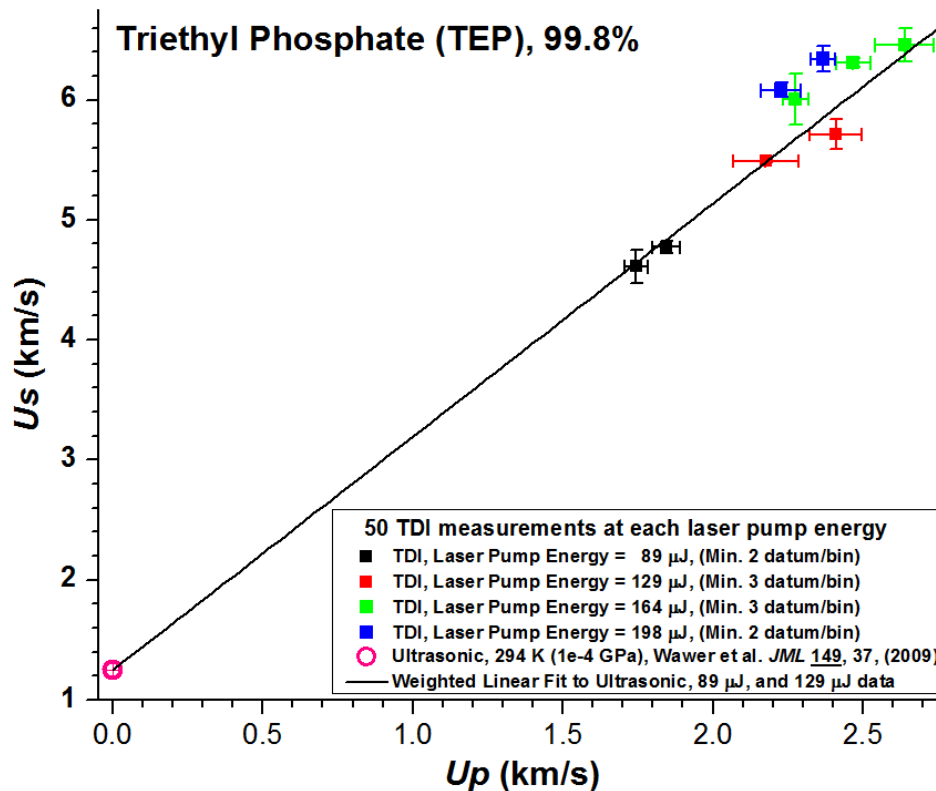 Triethyl Phosphate (TEP), 99.8%
6
5
4
3
2
1
Us (km/s)
50 TDI measurements at each laser pump energy
TDI, Laser Pump Energy = 89 μJ, (Min. 2 datum/bin)
TDI, Laser Pump Energy = 129 μJ, (Min. 3 datum/bin)
TDI, Laser Pump Energy = 164 μJ, (Min. 3 datum/bin)
TDI, Laser Pump Energy = 198 μJ, (Min. 2 datum/bin)
Ultrasonic, 294 K (1e-4 GPa), Wawer et al. JML 149, 37, (2009)
Weighted Linear Fit to Ultrasonic, 89 μJ, and 129 μJ data
0.0 0.5 1.0 1.5 2.0 2.5
Up (km/s)